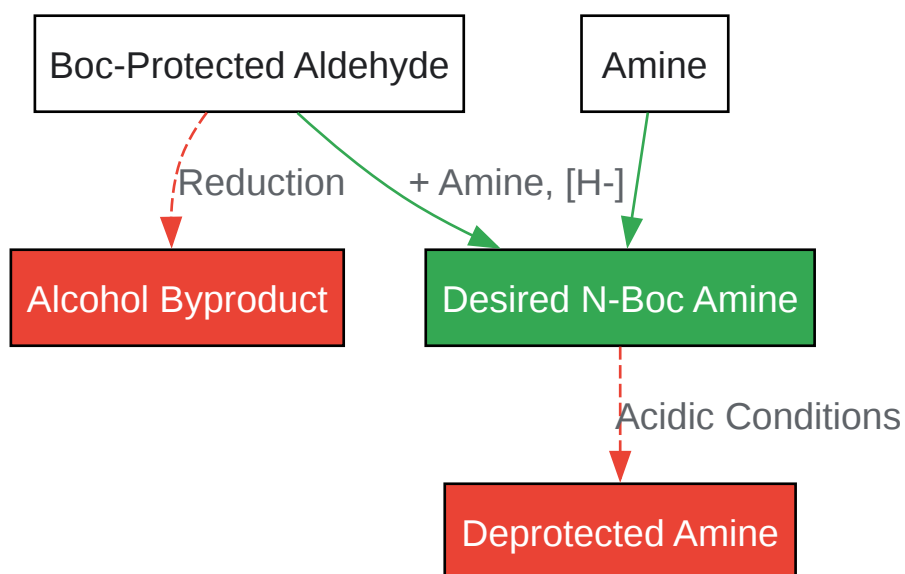 Boc-Protected Aldehyde
Amine
Reduction
+ Amine, [H-]
Alcohol Byproduct
Desired N-Boc Amine
Acidic Conditions
Deprotected Amine